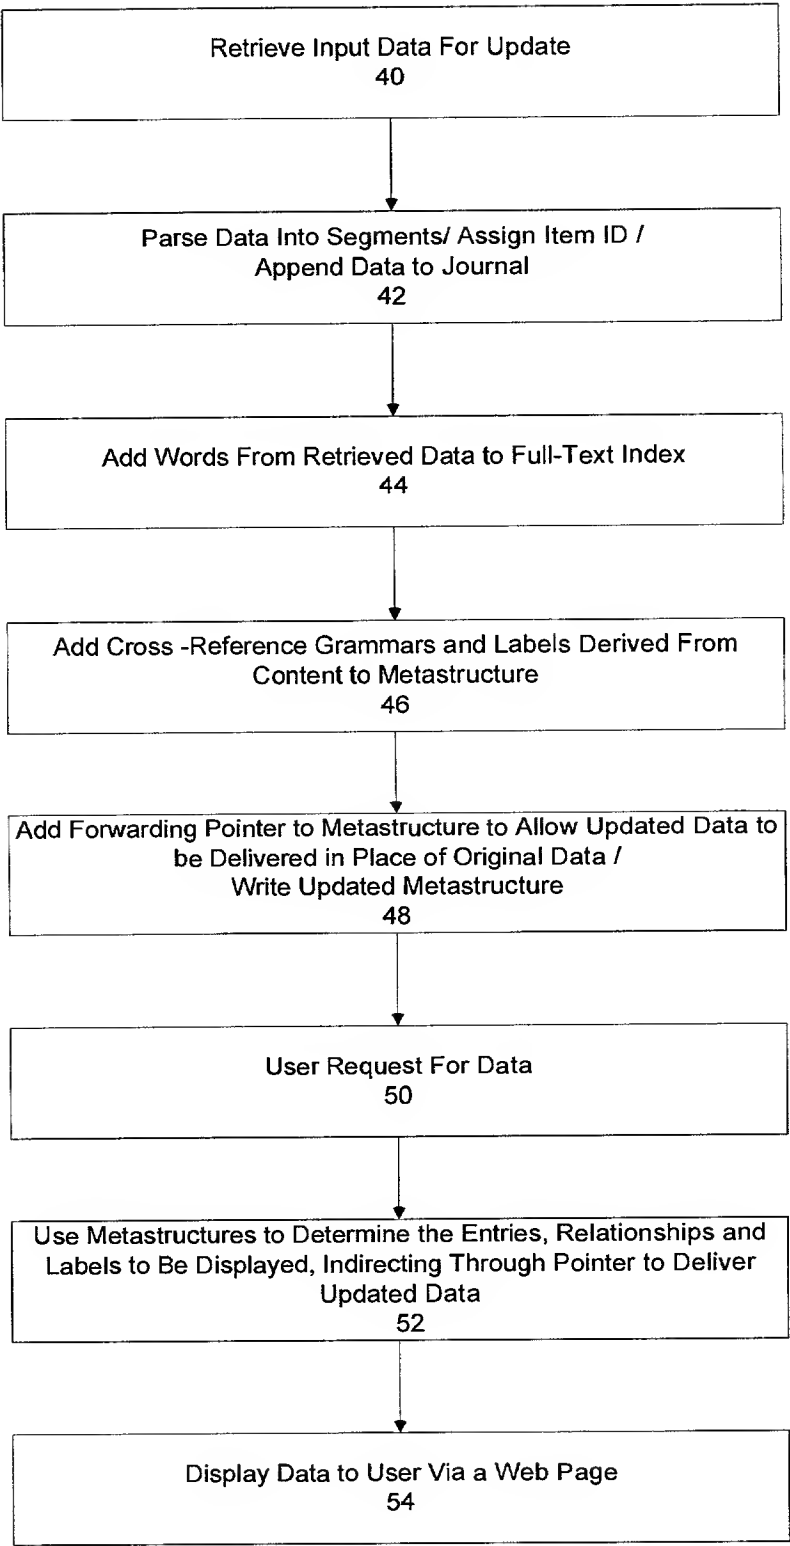 Retrieve Input Data For Update
40
Parse Data Into Segments/ Assign Item ID /
Append Data to Journal
42
Add Words From Retrieved Data to Full-Text Index
44
Add Cross -Reference Grammars and Labels Derived From
Content to Metastructure
46
Add Forwarding Pointer to Metastructure to Allow Updated Data to
be Delivered in Place of Original Data /
Write Updated Metastructure
48
User Request For Data
50
Use Metastructures to Determine the Entries, Relationships and
Labels to Be Displayed, Indirecting Through Pointer to Deliver
Updated Data
52
Display Data to User Via a Web Page
54